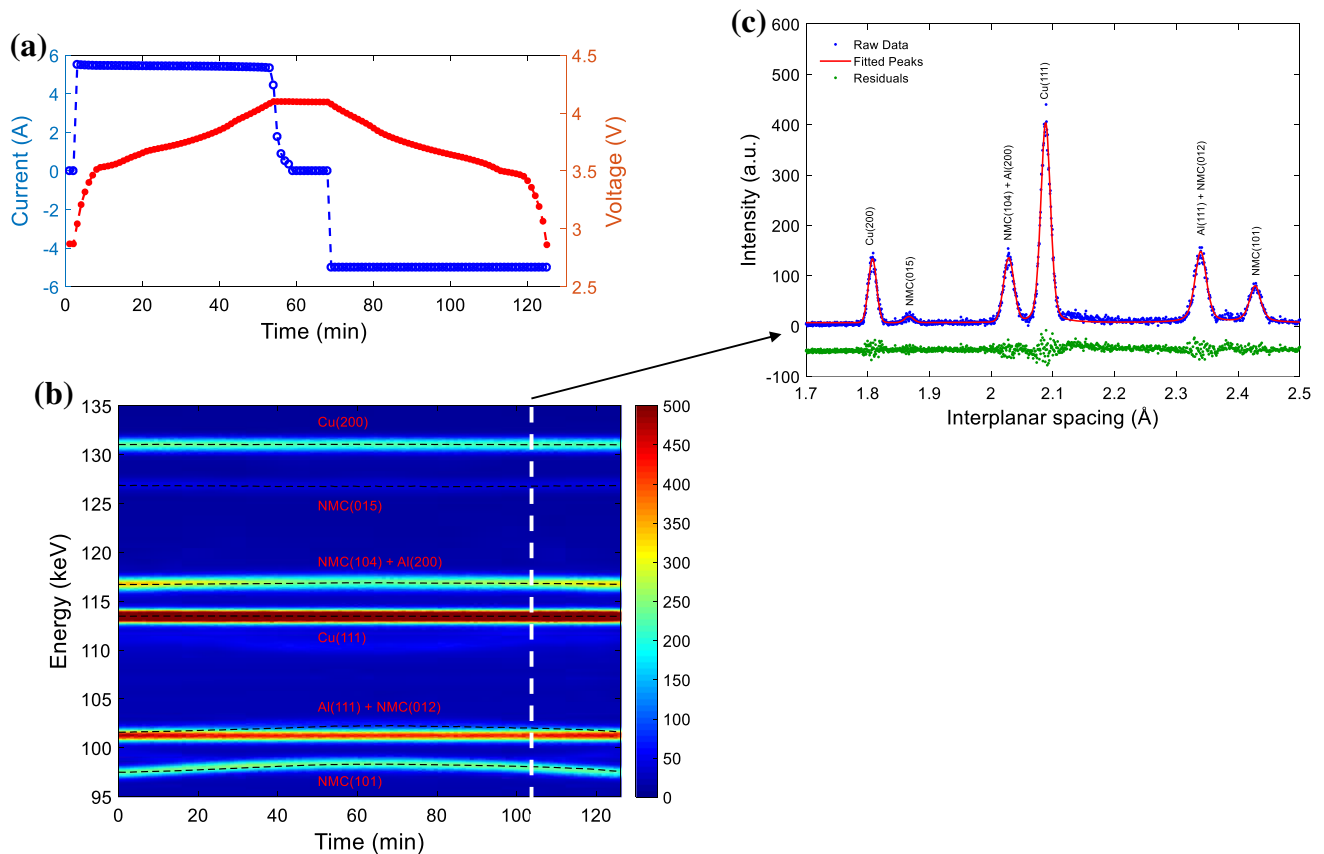 (a)
6
4
2
0
-2
-4
-6
Current (A)
4.5
4
3.5
3
2.5
Voltage (V)
0 20 40 60 80 100 120
Time (min)
(c)
600
500
400
300
200
100
0
-100
Intensity (a.u.)
Raw Data
Fitted Peaks
Residuals
Cu(200)
NMC(015)
NMC(104) + Al(200)
Cu(111)
Al(111) + NMC(012)
NMC(101)
1.7 1.8 1.9 2 2.1 2.2 2.3 2.4 2.5
Interplanar spacing (Å)
(b)
135
130
125
120
115
110
105
100
95
Energy (keV)
Cu(200)
NMC(015)
NMC(104) + Al(200)
Cu(111)
Al(111) + NMC(012)
NMC(101)
500
450
400
350
300
250
200
150
100
50
0
0 20 40 60 80 100 120
Time (min)